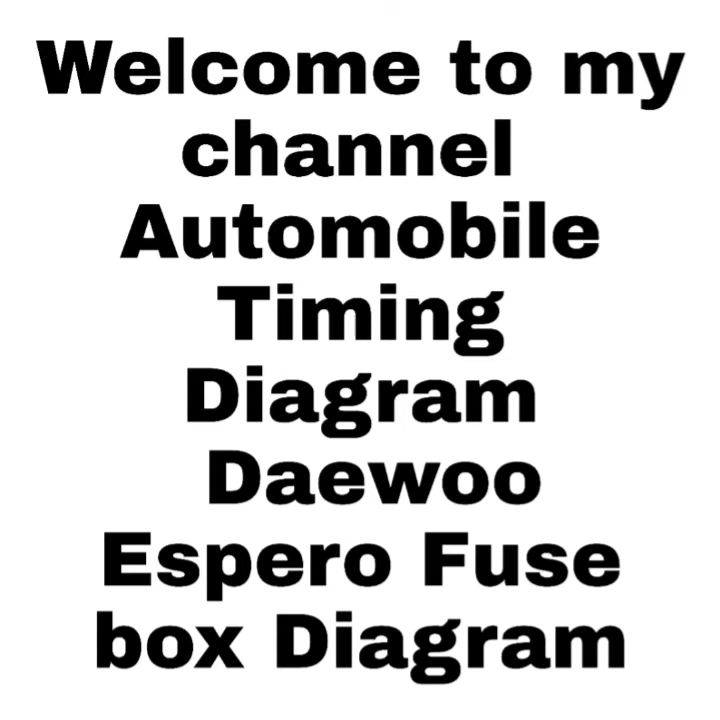 Welcome to my
channel
Automobile
Timing
Diagram
Daewoo
Espero Fuse
box Diagram